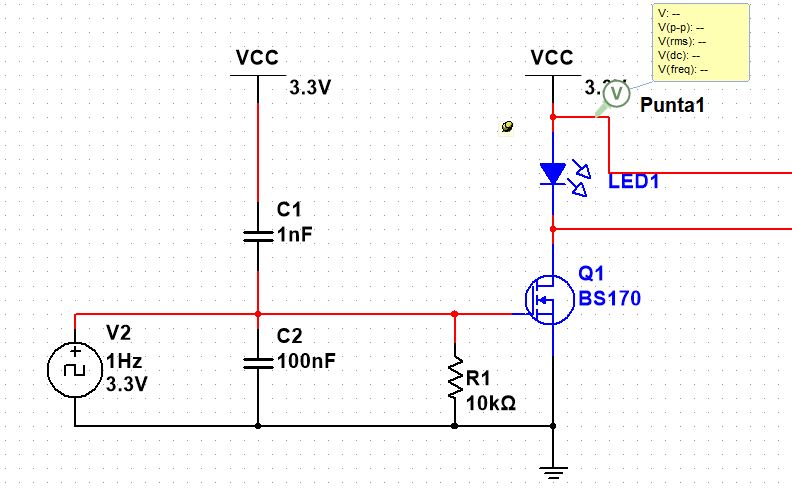 V: --
V(p-p): --
V(rms): --
V(dc): --
V(freq): --
VCC
3.3V
VCC
V
Punta1
LED1
C1
1nF
Q1
BS170
V2
1Hz
3.3V
C2
100nF
R1
10kΩ